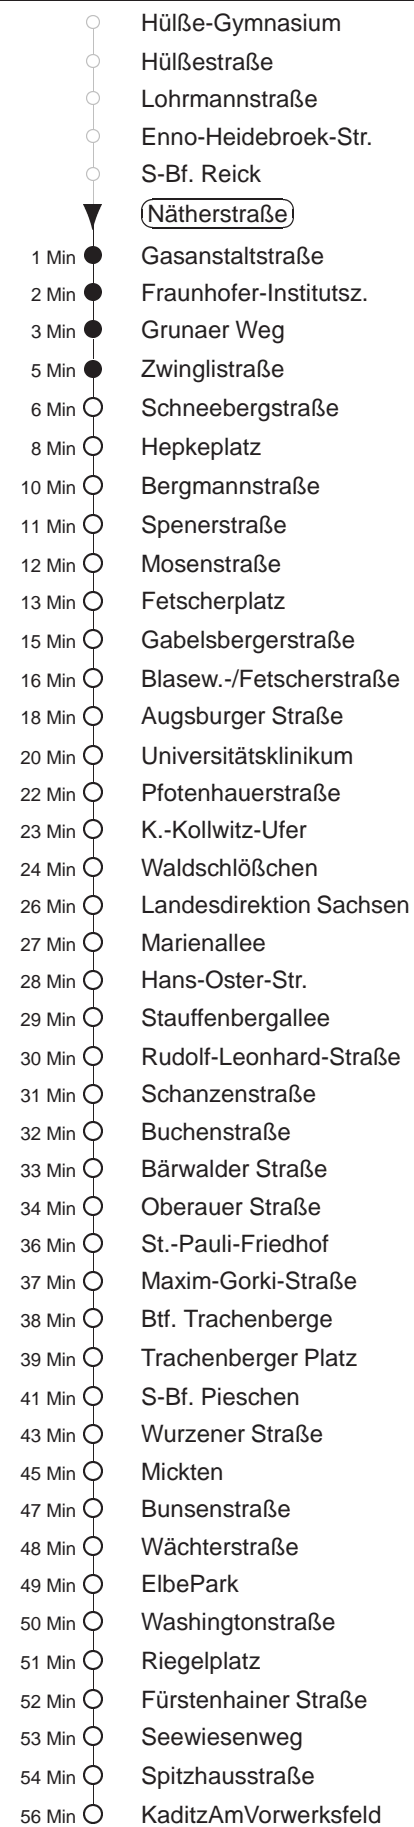 Hülße-Gymnasium
Hülßestraße
Lohrmannstraße
Enno-Heidebroek-Str.
S-Bf. Reick
Nätherstraße
1 Min Gasanstaltstraße
2 Min Fraunhofer-Institutsz.
3 Min Grunaer Weg
5 Min Zwinglistraße
6 Min Schneebergstraße
8 Min Hepkeplatz
10 Min Bergmannstraße
11 Min Spenerstraße
12 Min Mosenstraße
13 Min Fetscherplatz
15 Min Gabelsbergerstraße
16 Min Blasew.-/Fetscherstraße
18 Min Augsburger Straße
20 Min Universitätsklinikum
22 Min Pfotenhauerstraße
23 Min K.-Kollwitz-Ufer
24 Min Waldschlößchen
26 Min Landesdirektion Sachsen
27 Min Marienallee
28 Min Hans-Oster-Str.
29 Min Stauffenbergallee
30 Min Rudolf-Leonhard-Straße
31 Min Schanzenstraße
32 Min Buchenstraße
33 Min Bärwalder Straße
34 Min Oberauer Straße
36 Min St.-Pauli-Friedhof
37 Min Maxim-Gorki-Straße
38 Min Btf. Trachenberge
39 Min Trachenberger Platz
41 Min S-Bf. Pieschen
43 Min Wurzener Straße
45 Min Mickten
47 Min Bunsenstraße
48 Min Wächterstraße
49 Min ElbePark
50 Min Washingtonstraße
51 Min Riegelplatz
52 Min Fürstenhainer Straße
53 Min Seewiesenweg
54 Min Spitzhausstraße
56 Min KaditzAmVorwerksfeld